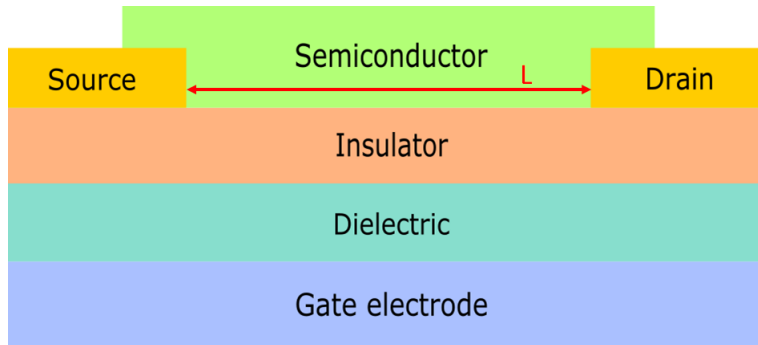 Semiconductor
Source
L
Drain
Insulator
Dielectric
Gate electrode